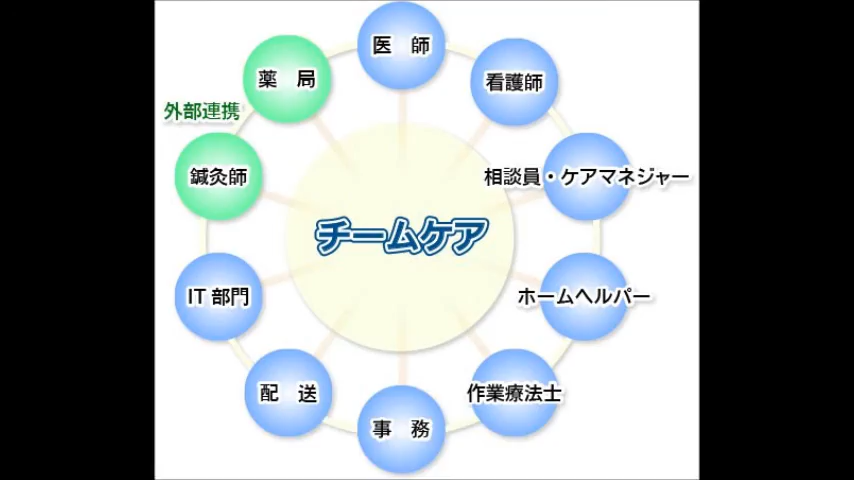 医　師
薬　局
看護師
外部連携
鍼灸師
相談員・ケアマネジャー
チームケア
IT 部門
ホームヘルパー
配　送
作業療法士
事　務